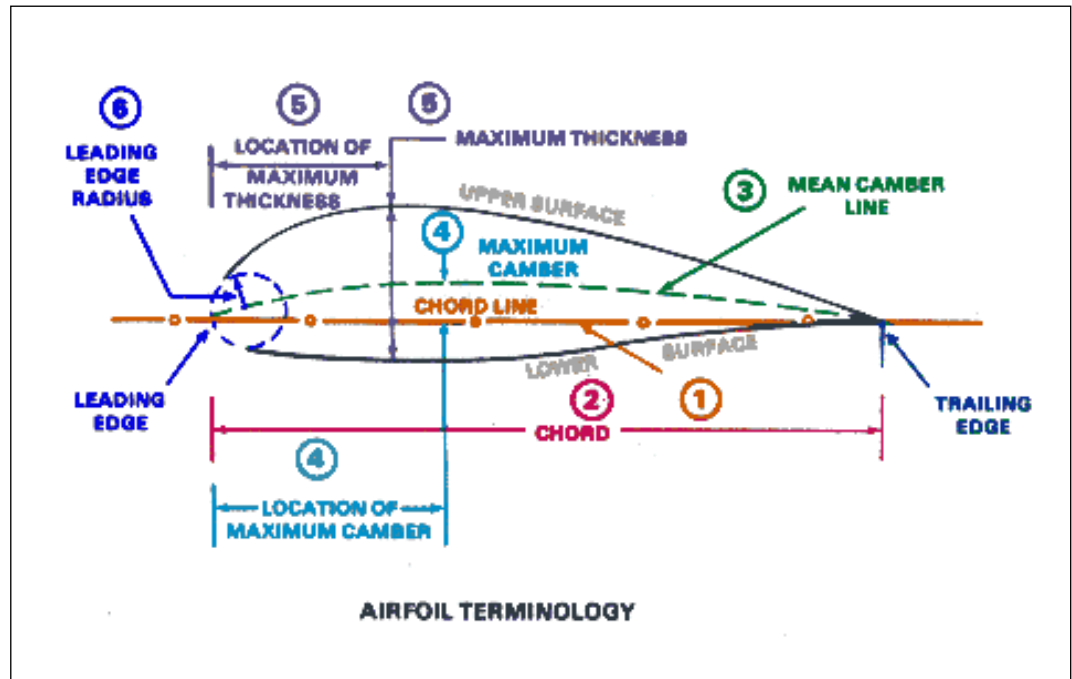 6
5
5
LEADING
EDGE
RADIUS
LOCATION OF
MAXIMUM
THICKNESS
MAXIMUM THICKNESS
UPPER SURFACE
3
MEAN CAMBER
LINE
4
MAXIMUM
CAMBER
CHORD LINE
LOWER
SURFACE
LEADING
EDGE
2
1
CHORD
TRAILING
EDGE
4
LOCATION OF
MAXIMUM CAMBER
AIRFOIL TERMINOLOGY